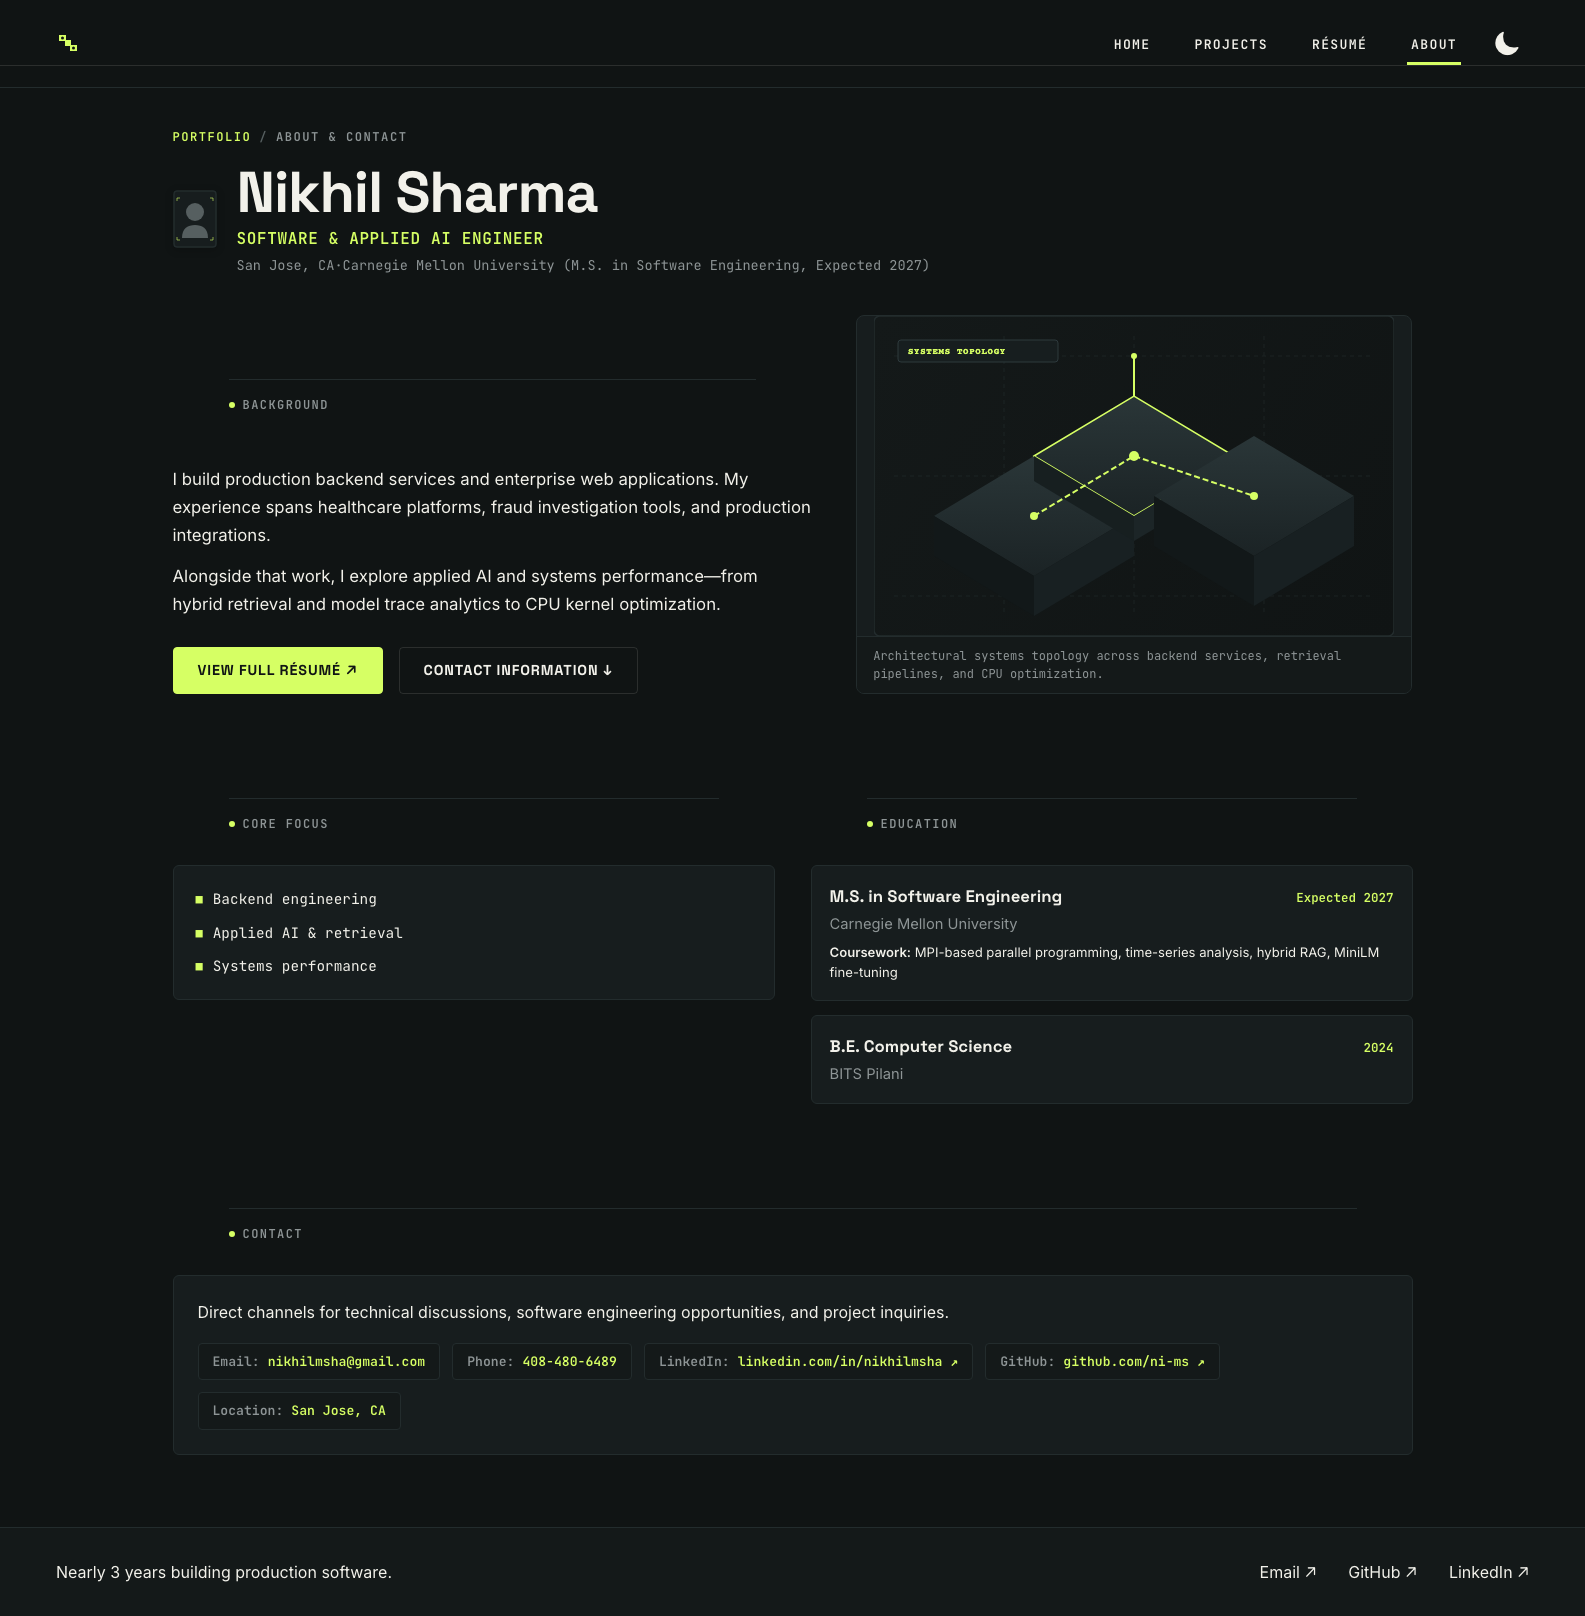 HOME PROJECTS RÉSUMÉ ABOUT
PORTFOLIO / ABOUT & CONTACT
Nikhil Sharma
SOFTWARE & APPLIED AI ENGINEER
San Jose, CA·Carnegie Mellon University (M.S. in Software Engineering, Expected 2027)
BACKGROUND
I build production backend services and enterprise web applications. My
experience spans healthcare platforms, fraud investigation tools, and production
integrations.
Alongside that work, I explore applied AI and systems performance—from
hybrid retrieval and model trace analytics to CPU kernel optimization.
VIEW FULL RÉSUMÉ ↗ CONTACT INFORMATION ↓
SYSTEMS TOPOLOGY
Architectural systems topology across backend services, retrieval
pipelines, and CPU optimization.
CORE FOCUS
Backend engineering
Applied AI & retrieval
Systems performance
EDUCATION
M.S. in Software Engineering Expected 2027
Carnegie Mellon University
Coursework: MPI-based parallel programming, time-series analysis, hybrid RAG, MiniLM
fine-tuning
B.E. Computer Science 2024
BITS Pilani
CONTACT
Direct channels for technical discussions, software engineering opportunities, and project inquiries.
Email: nikhilmsha@gmail.com Phone: 408-480-6489 LinkedIn: linkedin.com/in/nikhilmsha ↗ GitHub: github.com/ni-ms ↗
Location: San Jose, CA
Nearly 3 years building production software. Email ↗ GitHub ↗ LinkedIn ↗